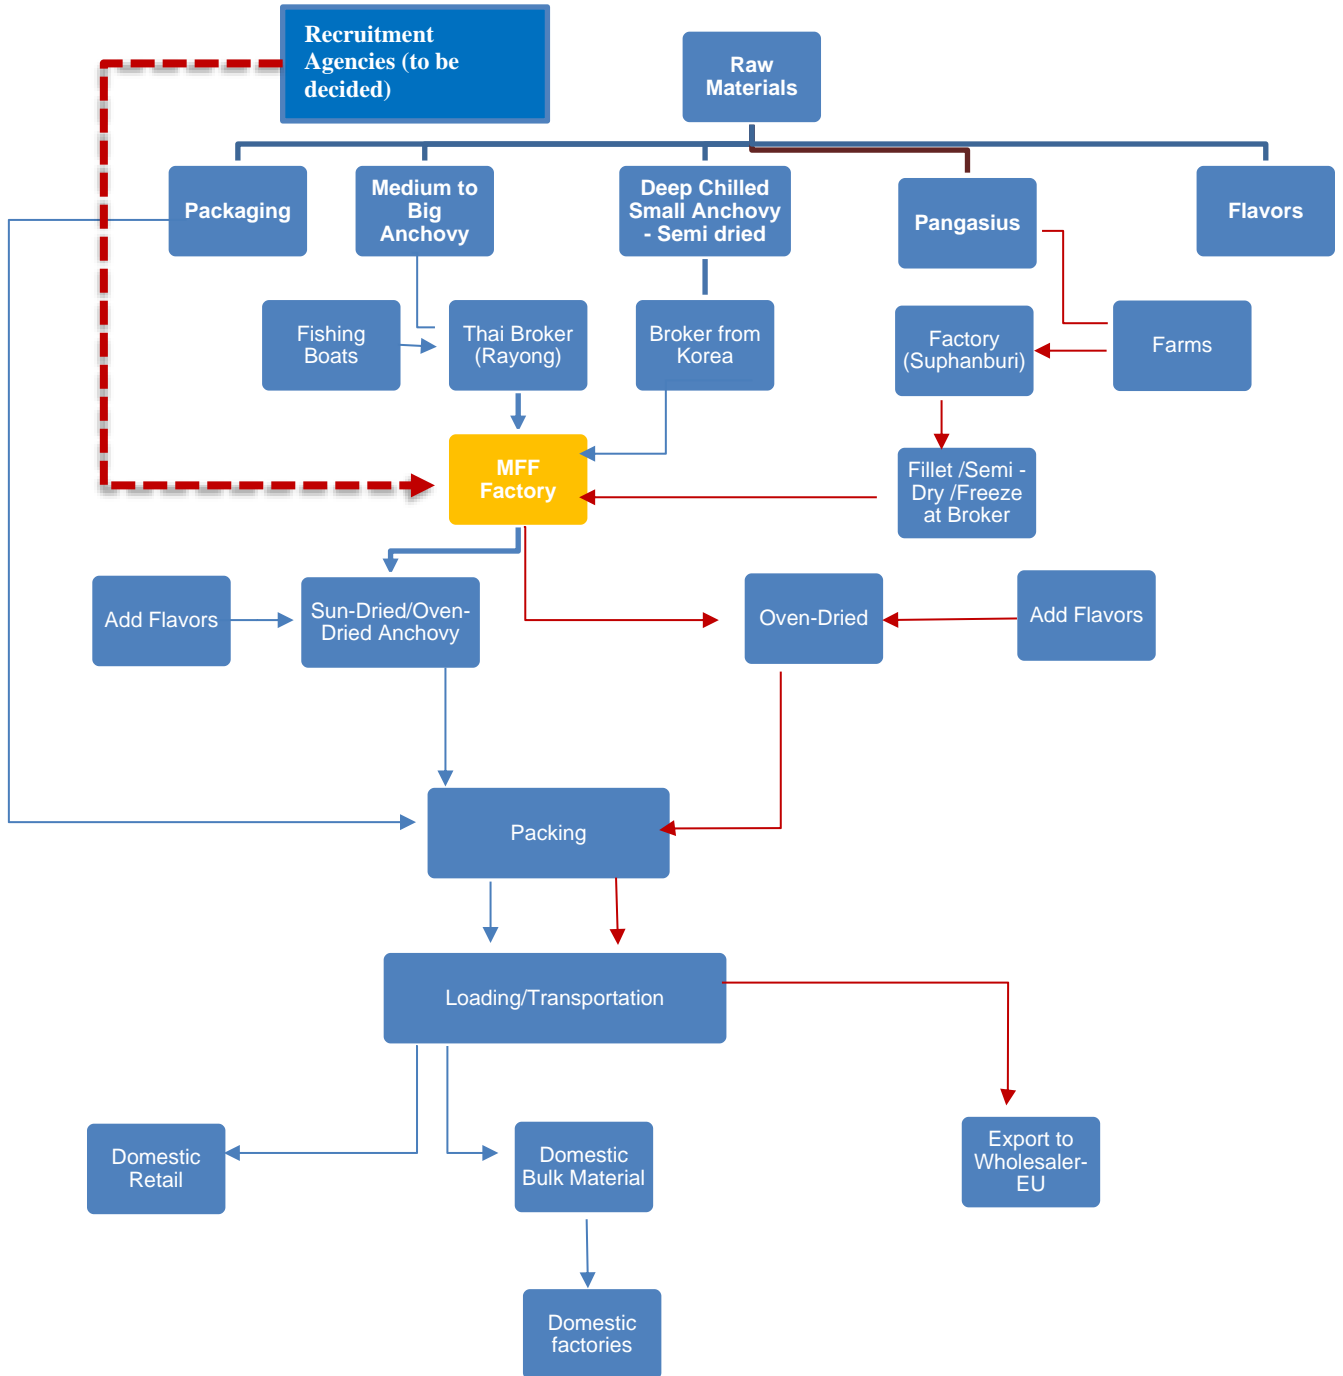 Recruitment
Agencies (to be
decided)
Raw
Materials
Packaging
Medium to
Big
Anchovy
Deep Chilled
Small Anchovy
- Semi dried
Pangasius
Flavors
Fishing
Boats
Thai Broker
(Rayong)
Broker from
Korea
Factory
(Suphanburi)
Farms
MFF
Factory
Fillet /Semi -
Dry /Freeze
at Broker
Add Flavors
Sun-Dried/Oven-
Dried Anchovy
Oven-Dried
Add Flavors
Packing
Loading/Transportation
Domestic
Retail
Domestic
Bulk Material
Export to
Wholesaler-
EU
Domestic
factories